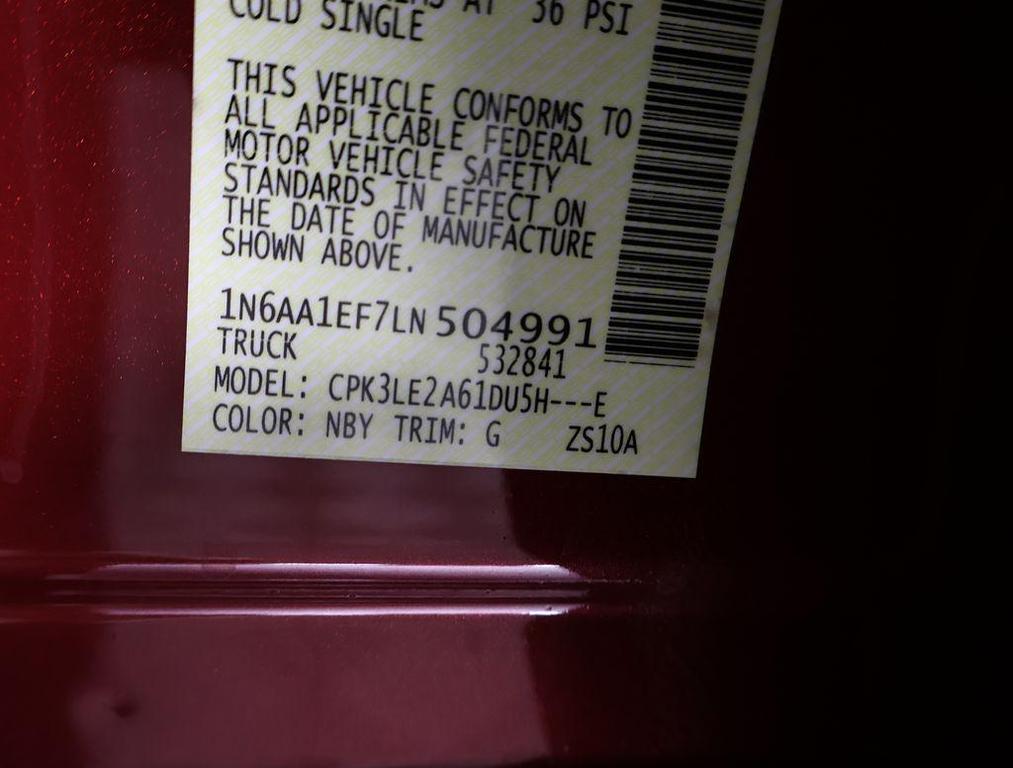 AT 36 PSI
COLD SINGLE
THIS VEHICLE CONFORMS TO
ALL APPLICABLE FEDERAL
MOTOR VEHICLE SAFETY
STANDARDS IN EFFECT ON
THE DATE OF MANUFACTURE
SHOWN ABOVE.
1N6AA1EF7LN504991
TRUCK 532841
MODEL: CPK3LE2A61DU5H---E
COLOR: NBY TRIM: G ZS10A